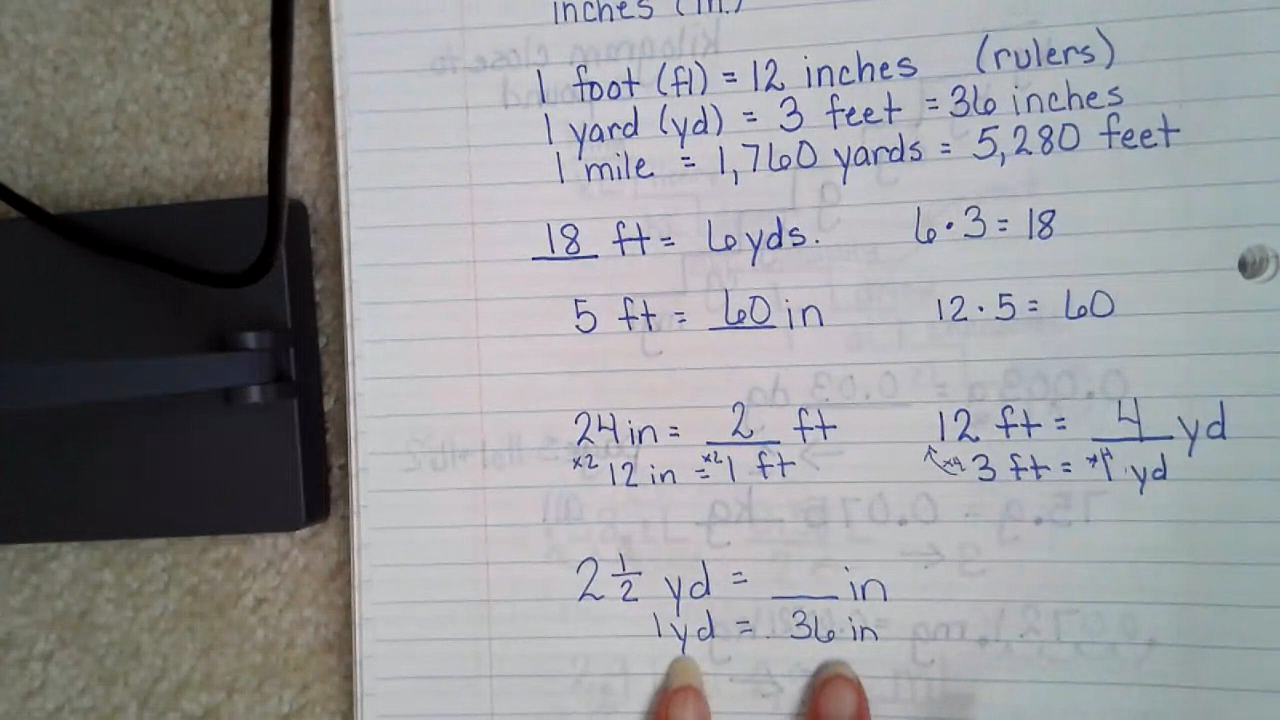 inches (in.)
1 foot (ft) = 12 inches (rulers)
1 yard (yd) = 3 feet = 36 inches
1 mile = 1,760 yards = 5,280 feet
18 ft = 6 yds. 6 · 3 = 18
5 ft = 60 in 12 · 5 = 60
24 in = 2 ft 12 ft = 4 yd
×2 12 in = ×2 1 ft ×4 3 ft = 1 yd
2 1/2 yd = ___ in
1 yd = 36 in